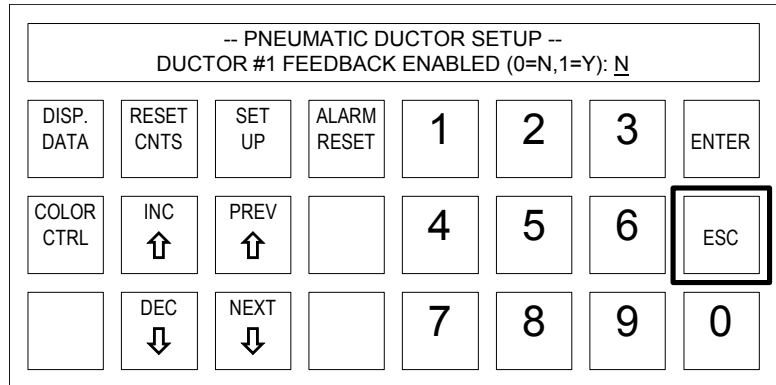 -- PNEUMATIC DUCTOR SETUP --
DUCTOR #1 FEEDBACK ENABLED (0=N,1=Y): N
DISP.
DATA
RESET
CNTS
SET
UP
ALARM
RESET
1
2
3
ENTER
COLOR
CTRL
INC
PREV
4
5
6
ESC
DEC
NEXT
7
8
9
0